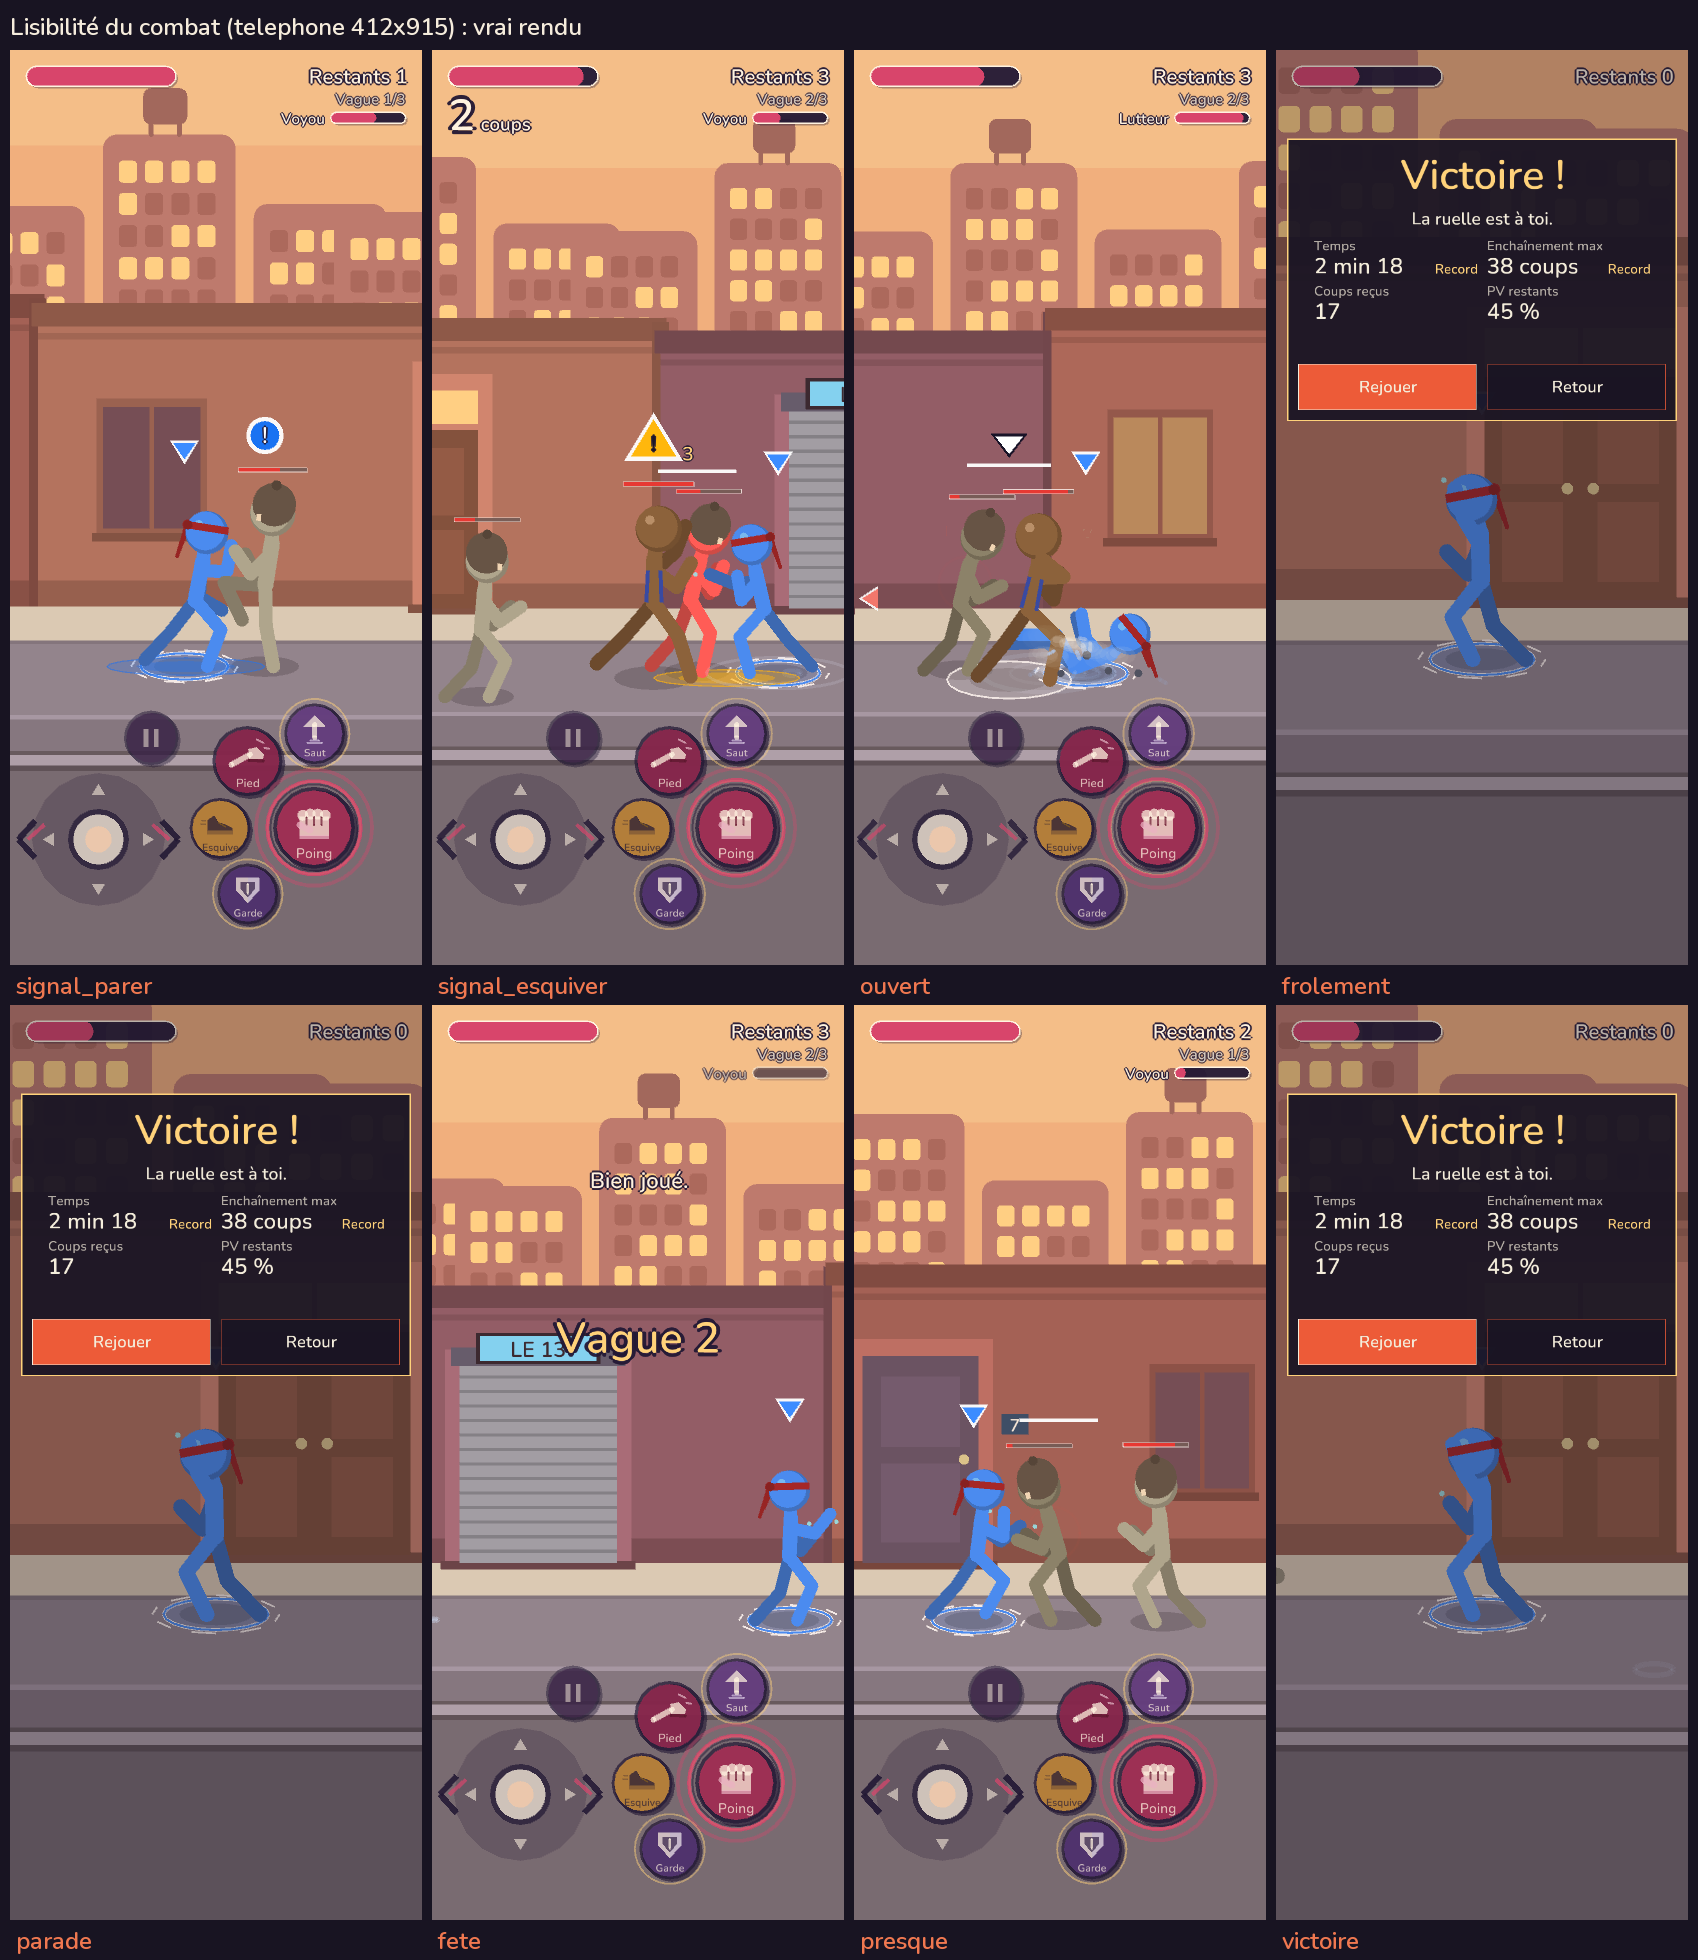 Lisibilité du combat (telephone 412x915) : vrai rendu
Restants 1
Vague 1/3
Voyou
!
Pied
Saut
Esquive
Poing
Garde
signal_parer
Restants 3
Vague 2/3
2 coups
Voyou
!
3
Pied
Saut
Esquive
Poing
Garde
signal_esquiver
Restants 3
Vague 2/3
Lutteur
Pied
Saut
Esquive
Poing
Garde
ouvert
Restants 0
Victoire !
La ruelle est à toi.
Temps
Enchaînement max
2 min 18 Record 38 coups Record
Coups reçus
PV restants
17
45 %
Rejouer
Retour
frolement
Restants 0
Victoire !
La ruelle est à toi.
Temps
Enchaînement max
2 min 18 Record 38 coups Record
Coups reçus
PV restants
17
45 %
Rejouer
Retour
parade
Restants 3
Vague 2/3
Voyou
Bien joué.
Vague 2
LE 13
Pied
Saut
Esquive
Poing
Garde
fete
Restants 2
Vague 1/3
Voyou
7
Pied
Saut
Esquive
Poing
Garde
presque
Restants 0
Victoire !
La ruelle est à toi.
Temps
Enchaînement max
2 min 18 Record 38 coups Record
Coups reçus
PV restants
17
45 %
Rejouer
Retour
victoire